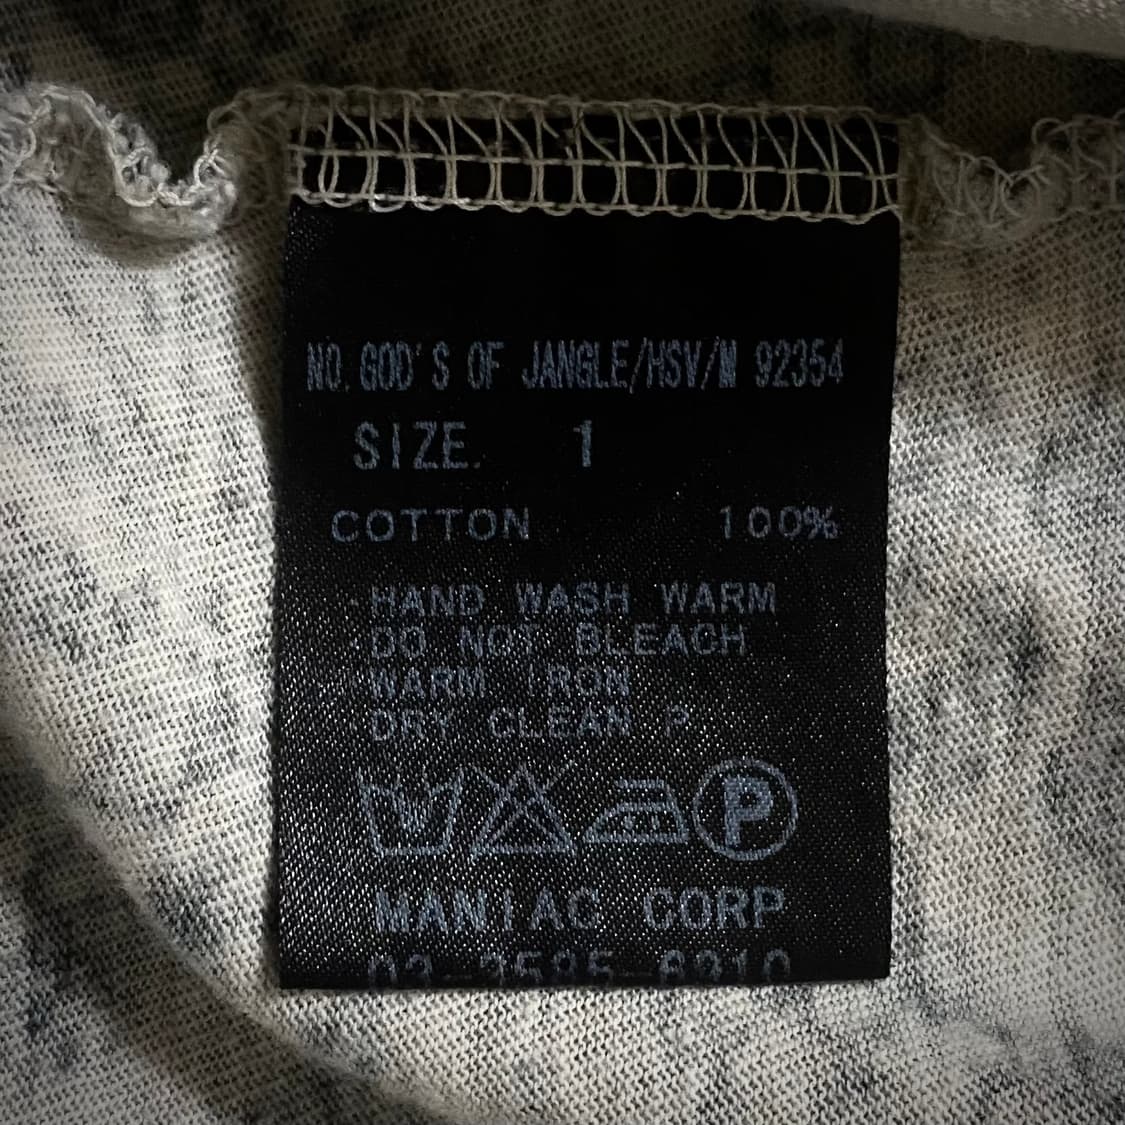 NO. GOD'S OF JANGLE/HSV/M 92354
SIZE. 1
COTTON 100%
·HAND WASH WARM
·DO NOT BLEACH
·WARM IRON
·DRY CLEAN P
P
MANIAC CORP